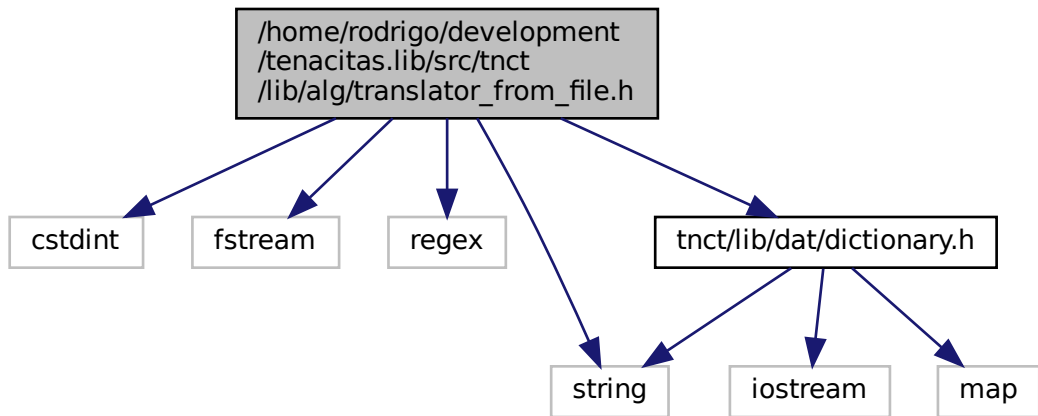 /home/rodrigo/development
/tenacitas.lib/src/tnct
/lib/alg/translator_from_file.h
cstdint
fstream
regex
tnct/lib/dat/dictionary.h
string
iostream
map